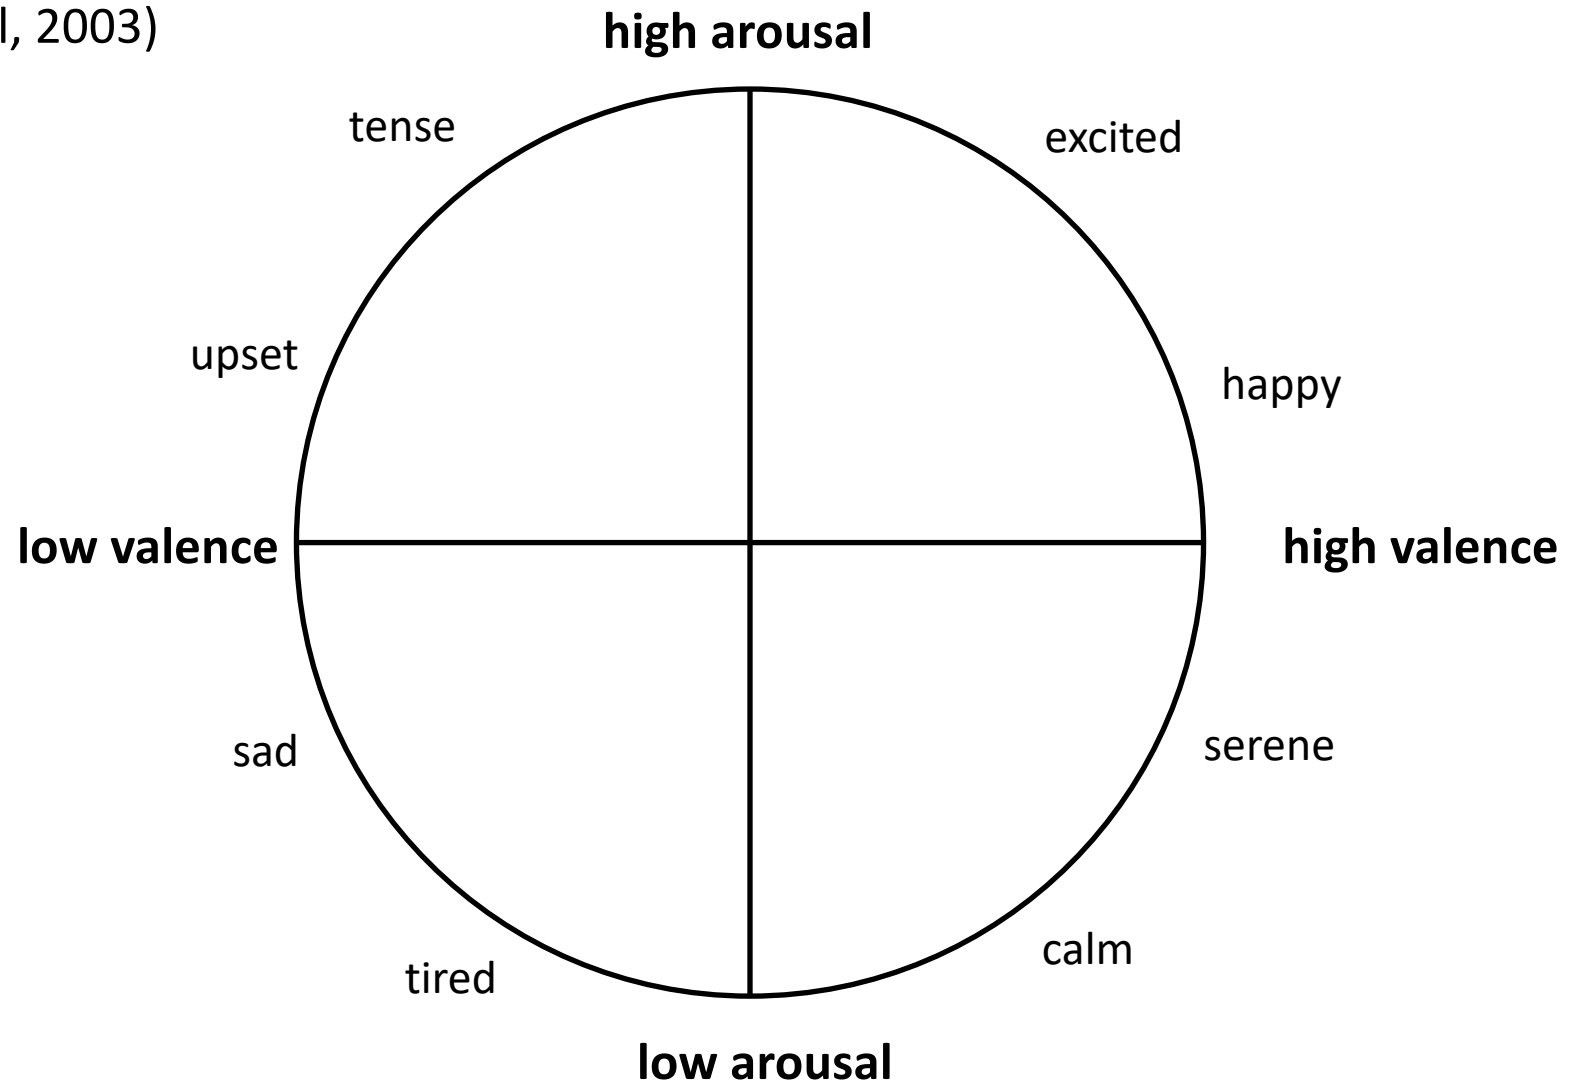 l, 2003)
high arousal
tense
excited
upset
happy
low valence
high valence
sad
serene
calm
tired
low arousal